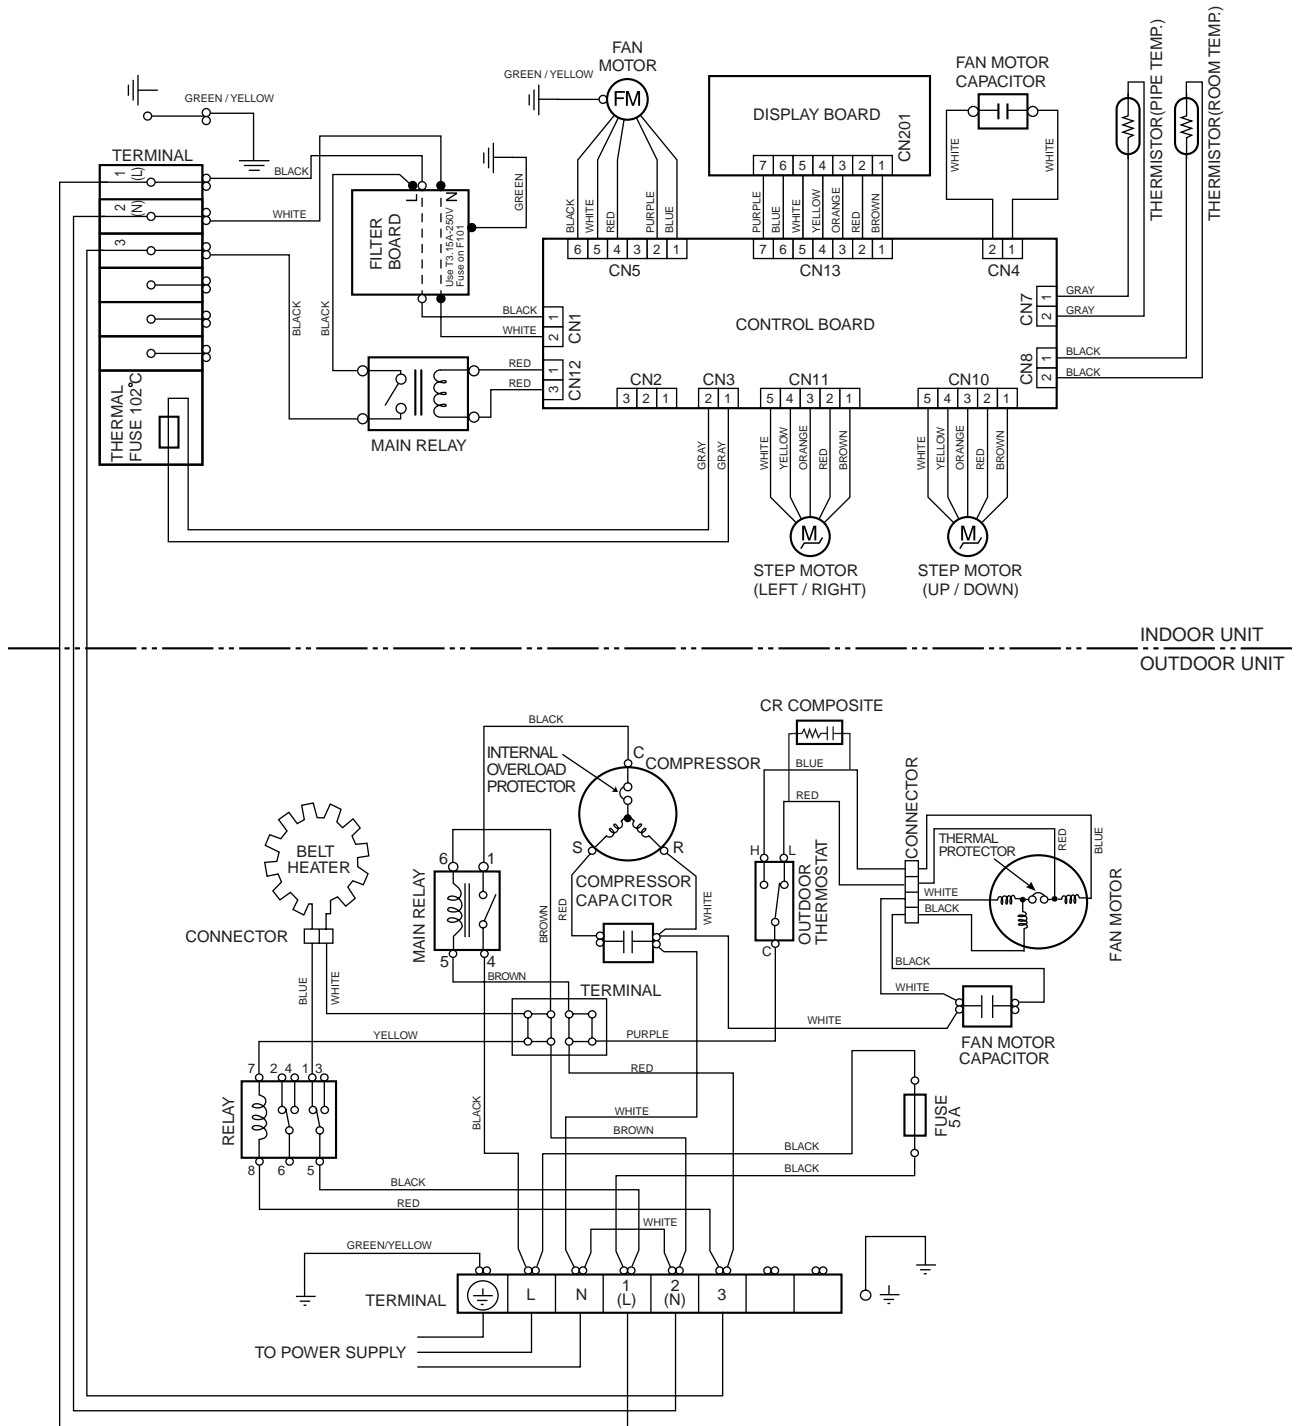 FAN
MOTOR
GREEN / YELLOW
FM
GREEN / YELLOW
FAN MOTOR
CAPACITOR
DISPLAY BOARD
CN201
7 6 5 4 3 2 1
WHITE
WHITE
THERMISTOR(PIPE TEMP.)
THERMISTOR(ROOM TEMP.)
TERMINAL
1
(L)
2
(N)
3
BLACK
WHITE
L
N
GREEN
FILTER
BOARD
Use T3.15A-250V
Fuse on F101
BLACK
WHITE
RED
PURPLE
BLUE
PURPLE
BLUE
WHITE
YELLOW
ORANGE
RED
BROWN
6 5 4 3 2 1
CN5
7 6 5 4 3 2 1
CN13
2 1
CN4
CONTROL BOARD
BLACK
BLACK
BLACK
WHITE
1
2
CN1
RED
RED
1
3
CN12
CN7
1
2
GRAY
GRAY
CN8
1
2
BLACK
BLACK
THERMAL
FUSE 102°C
MAIN RELAY
CN2
3 2 1
CN3
2 1
CN11
5 4 3 2 1
CN10
5 4 3 2 1
GRAY
GRAY
WHITE
YELLOW
ORANGE
RED
BROWN
WHITE
YELLOW
ORANGE
RED
BROWN
M
M
STEP MOTOR
(LEFT / RIGHT)
STEP MOTOR
(UP / DOWN)
INDOOR UNIT
OUTDOOR UNIT
CR COMPOSITE
BLACK
INTERNAL
OVERLOAD
PROTECTOR
C
COMPRESSOR
BLUE
RED
CONNECTOR
THERMAL
PROTECTOR
RED
BLUE
BELT
HEATER
S
R
H
L
C
OUTDOOR
THERMOSTAT
6
1
MAIN RELAY
5
4
COMPRESSOR
CAPACITOR
RED
WHITE
BROWN
WHITE
BLACK
FAN MOTOR
CONNECTOR
BLUE
WHITE
BROWN
TERMINAL
BLACK
WHITE
WHITE
FAN MOTOR
CAPACITOR
YELLOW
PURPLE
7 2 4 1 3
RELAY
8 6 5
RED
BLACK
WHITE
BROWN
FUSE
5A
BLACK
BLACK
BLACK
RED
WHITE
GREEN/YELLOW
TERMINAL
L
N
1
(L)
2
(N)
3
TO POWER SUPPLY